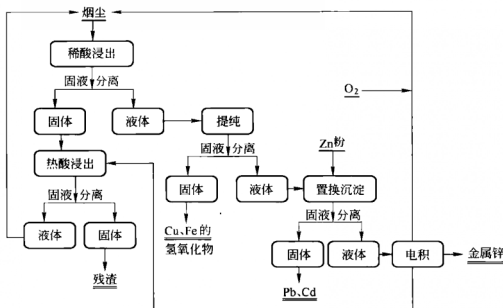 烟尘
稀酸浸出
固液 分离
O₂
固体
液体
提纯
Zn粉
固液 分离
热酸浸出
固体
液体
置换沉淀
固液 分离
固液 分离
Cu、Fe的
氢氧化物
液体
固体
固体
液体
电积
金属锌
残渣
Pb、Cd